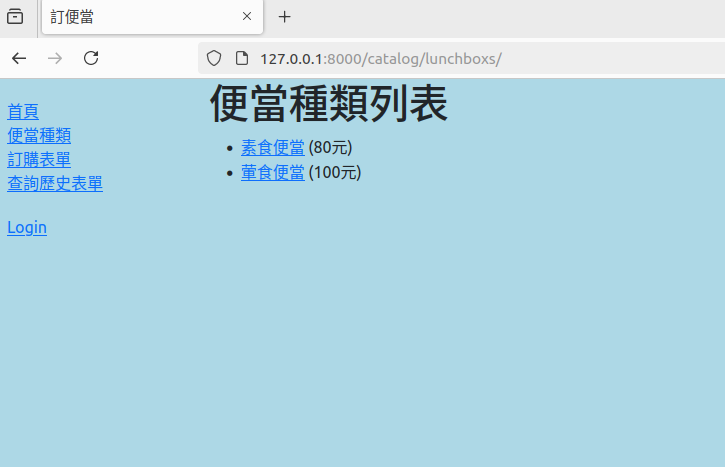 訂便當
127.0.0.1:8000/catalog/lunchboxs/
首頁
便當種類
訂購表單
查詢歷史表單
Login
便當種類列表
素食便當 (80元)
葷食便當 (100元)